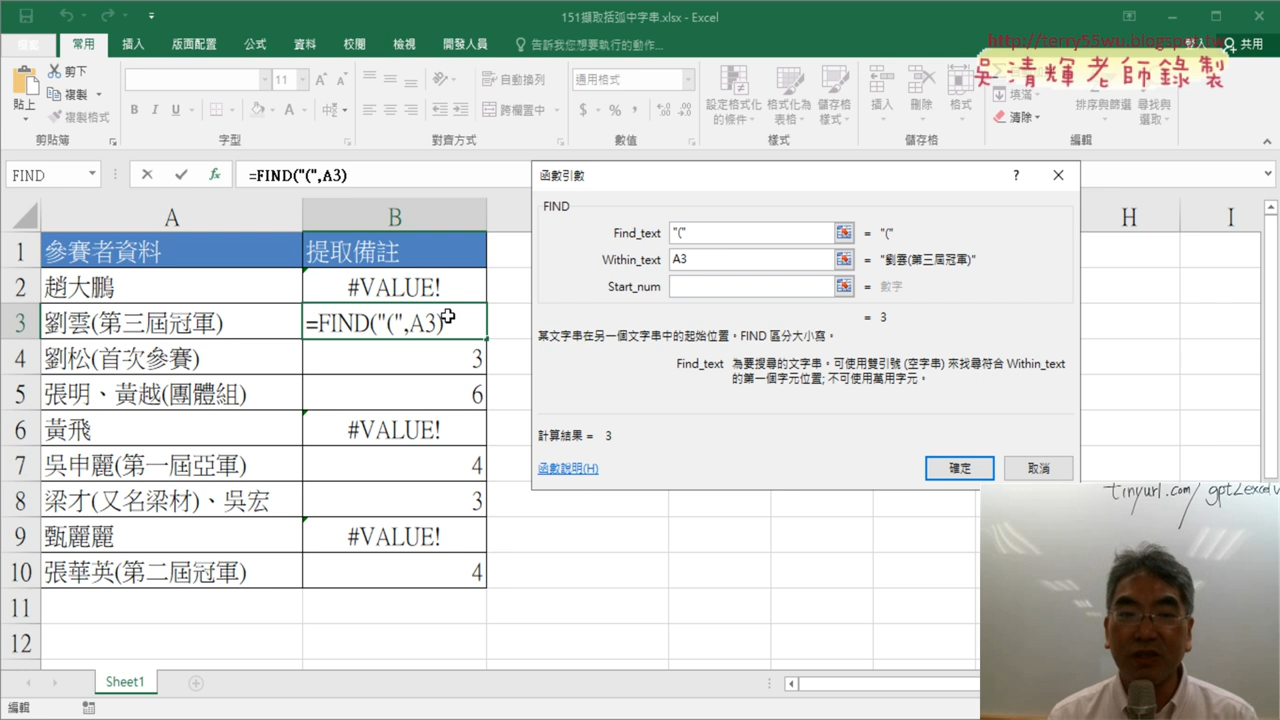 151擷取括弧中字串.xlsx - Excel
http://terry55wu.blogspot.tw
吳清輝老師錄製
常用 插入 版面配置 公式 資料 校閱 檢視 開發人員 告訴我您想要執行的動作... 共用
貼上 剪下 複製 複製格式 剪貼簿
11 字型
自動換列 跨欄置中 對齊方式
通用格式 數值
設定格式化的條件 格式化為表格 儲存格樣式 樣式
插入 刪除 格式 儲存格
填滿 清除 排序與篩選 尋找與選取 編輯
FIND =FIND("(",A3)
A B H I
1 參賽者資料 提取備註
2 趙大鵬 #VALUE!
3 劉雲(第三屆冠軍) =FIND("(",A3)
4 劉松(首次參賽) 3
5 張明、黃越(團體組) 6
6 黃飛 #VALUE!
7 吳申麗(第一屆亞軍) 4
8 梁才(又名梁材)、吳宏 3
9 甄麗麗 #VALUE!
10 張華英(第二屆冠軍) 4
11
12
函數引數 ?
FIND
Find_text "(" = "("
Within_text A3 = "劉雲(第三屆冠軍)"
Start_num = 數字
= 3
某文字串在另一個文字串中的起始位置。FIND 區分大小寫。
Find_text 為要搜尋的文字串。可使用雙引號 (空字串) 來找尋符合 Within_text
的第一個字元位置; 不可使用萬用字元。
計算結果 = 3
函數說明(H) 確定 取消
tinyurl.com/gpt2excelv
Sheet1
編輯